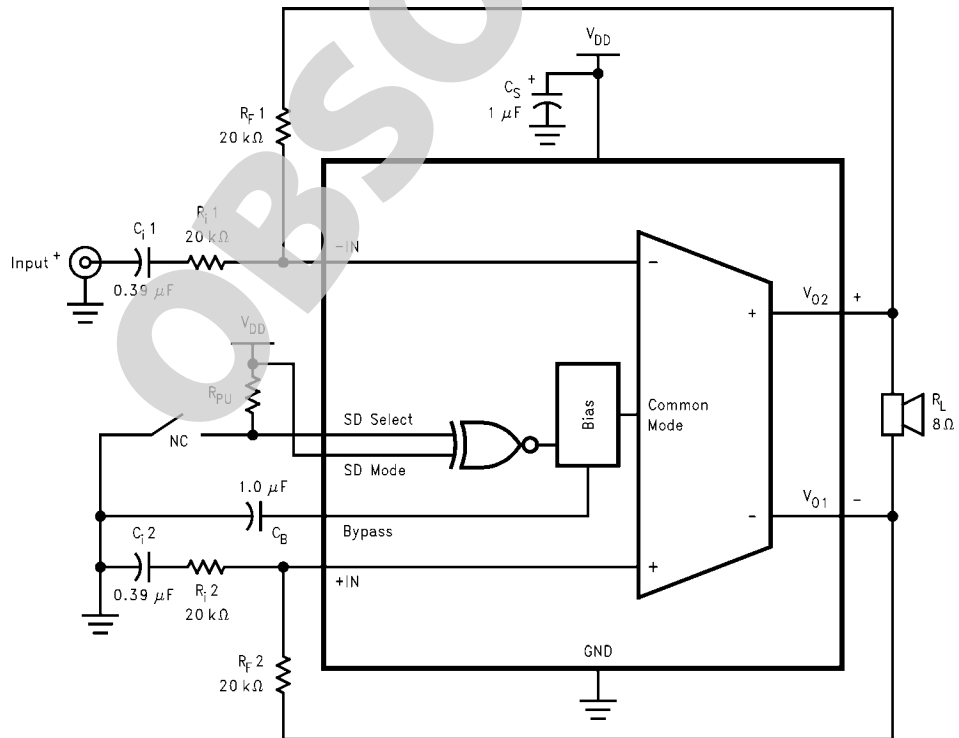 OBSO
V_DD
C_S +
1 μF
R_F 1
20 kΩ
C_i 1
R_i 1
20 kΩ
-IN
Input +
0.39 μF
V_DD
R_PU
NC
SD Select
SD Mode
Bias
Common
Mode
-
+
V_O2 +
R_L
8Ω
-
+
V_O1 -
1.0 μF
C_B
Bypass
C_i 2
+IN
0.39 μF
R_i 2
20 kΩ
R_F 2
20 kΩ
GND